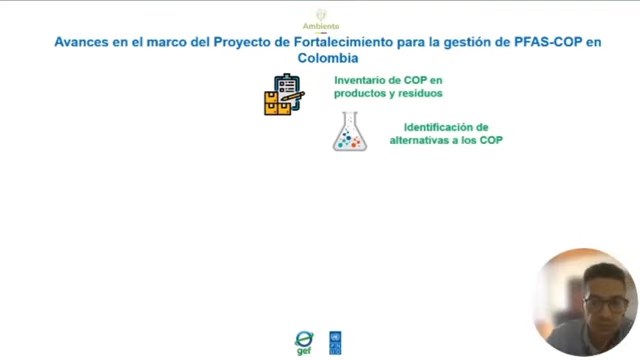 Ambiente
Avances en el marco del Proyecto de Fortalecimiento para la gestión de PFAS-COP en
Colombia
Inventario de COP en
productos y residuos
Identificación de
alternativas a los COP
gef